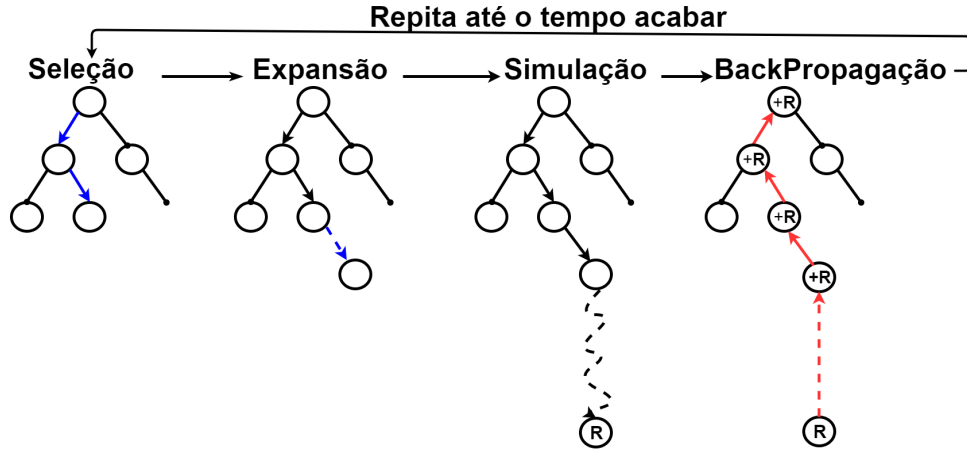 Repita até o tempo acabar
Seleção Expansão Simulação BackPropagação
+R
+R
+R
+R
R R